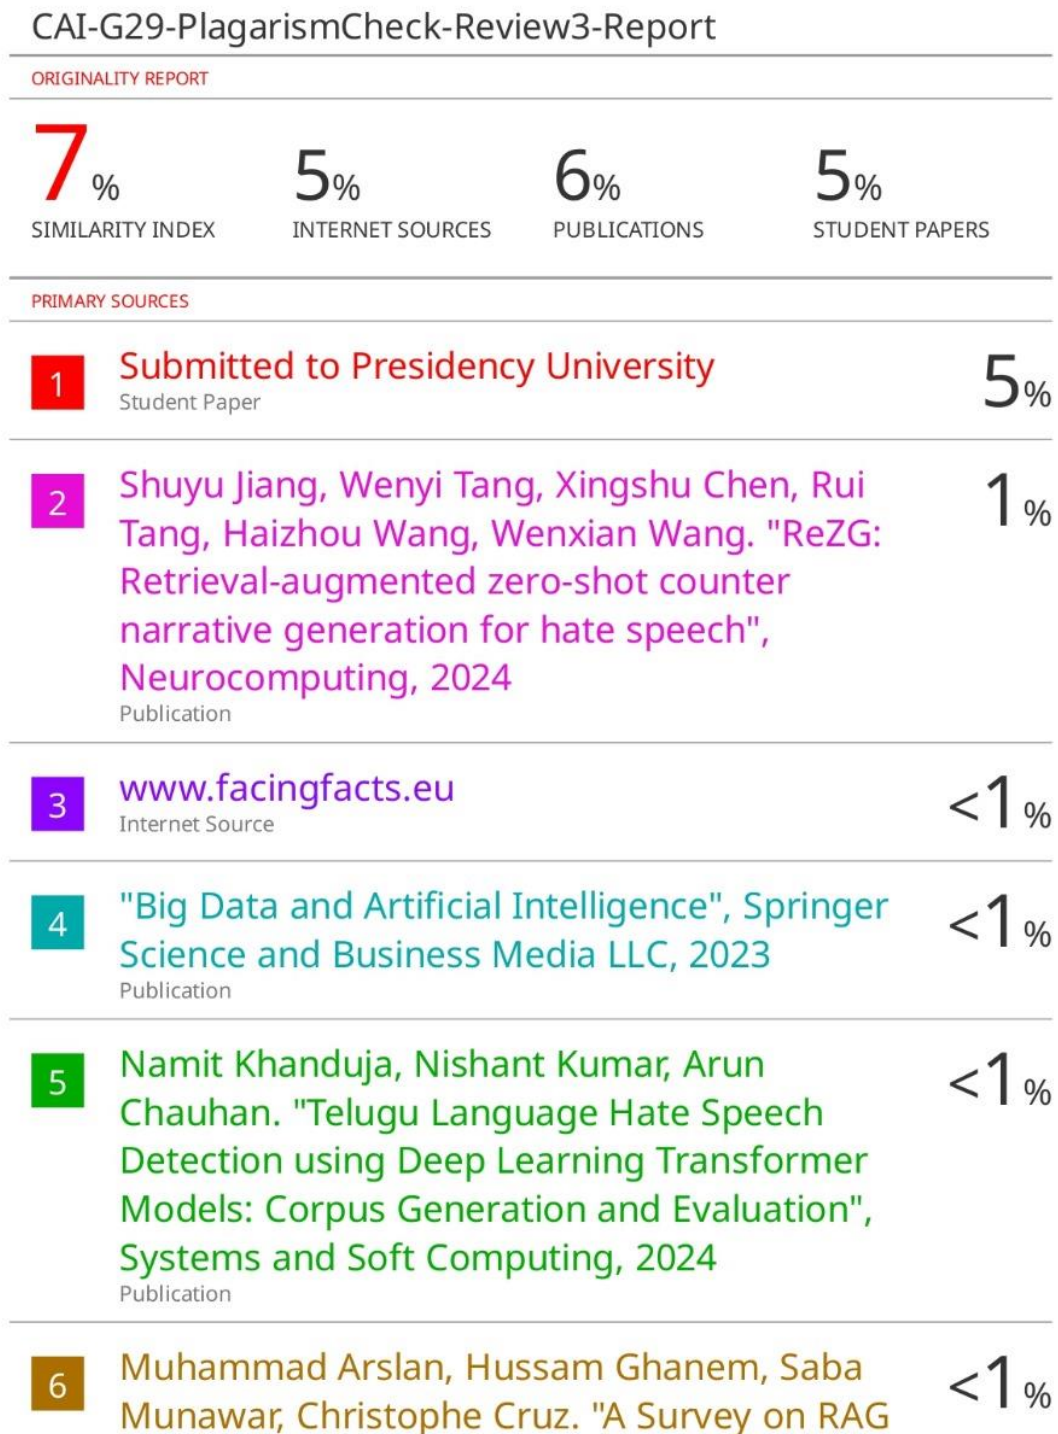 CAI-G29-PlagarismCheck-Review3-Report
ORIGINALITY REPORT
7%
SIMILARITY INDEX
5%
INTERNET SOURCES
6%
PUBLICATIONS
5%
STUDENT PAPERS
PRIMARY SOURCES
1
Submitted to Presidency University
Student Paper
5%
2
Shuyu Jiang, Wenyi Tang, Xingshu Chen, Rui
Tang, Haizhou Wang, Wenxian Wang. "ReZG:
Retrieval-augmented zero-shot counter
narrative generation for hate speech",
Neurocomputing, 2024
Publication
1%
3
www.facingfacts.eu
Internet Source
<1%
4
"Big Data and Artificial Intelligence", Springer
Science and Business Media LLC, 2023
Publication
<1%
5
Namit Khanduja, Nishant Kumar, Arun
Chauhan. "Telugu Language Hate Speech
Detection using Deep Learning Transformer
Models: Corpus Generation and Evaluation",
Systems and Soft Computing, 2024
Publication
<1%
6
Muhammad Arslan, Hussam Ghanem, Saba
Munawar, Christophe Cruz. "A Survey on RAG
<1%